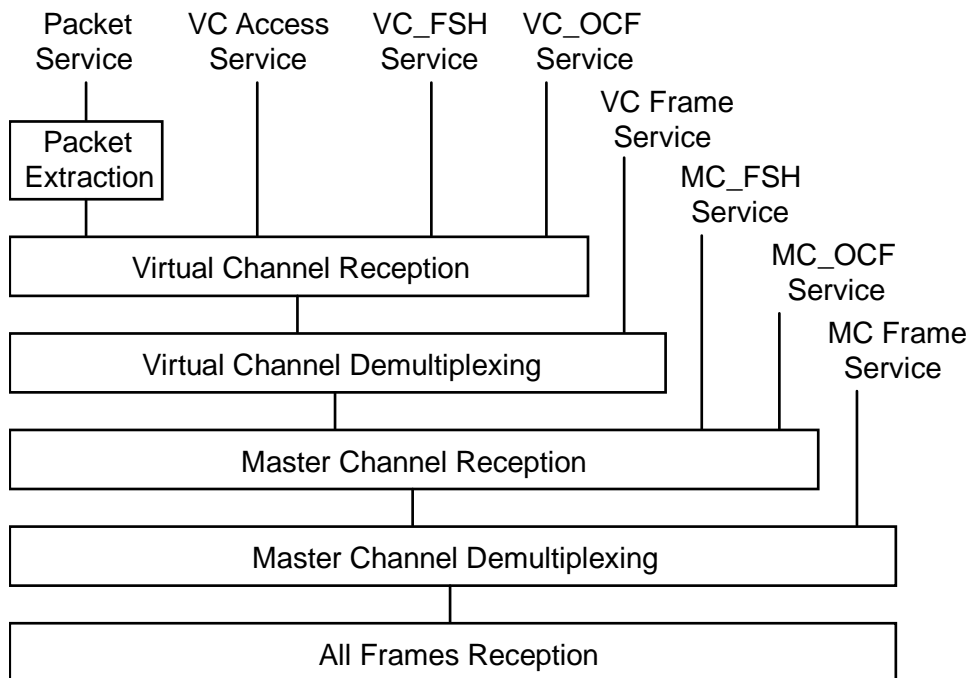 Packet
Service
VC Access
Service
VC_FSH
Service
VC_OCF
Service
VC Frame
Service
MC_FSH
Service
MC_OCF
Service
MC Frame
Service
Packet
Extraction
Virtual Channel Reception
Virtual Channel Demultiplexing
Master Channel Reception
Master Channel Demultiplexing
All Frames Reception